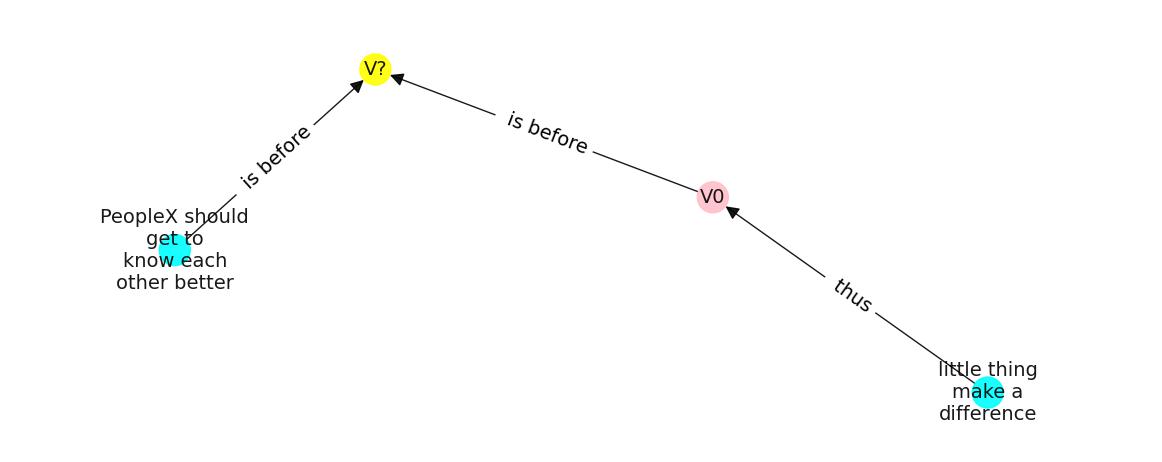 V?
is before
is before
V0
PeopleX should
get to
know each
other better
thus
little thing
make a
difference